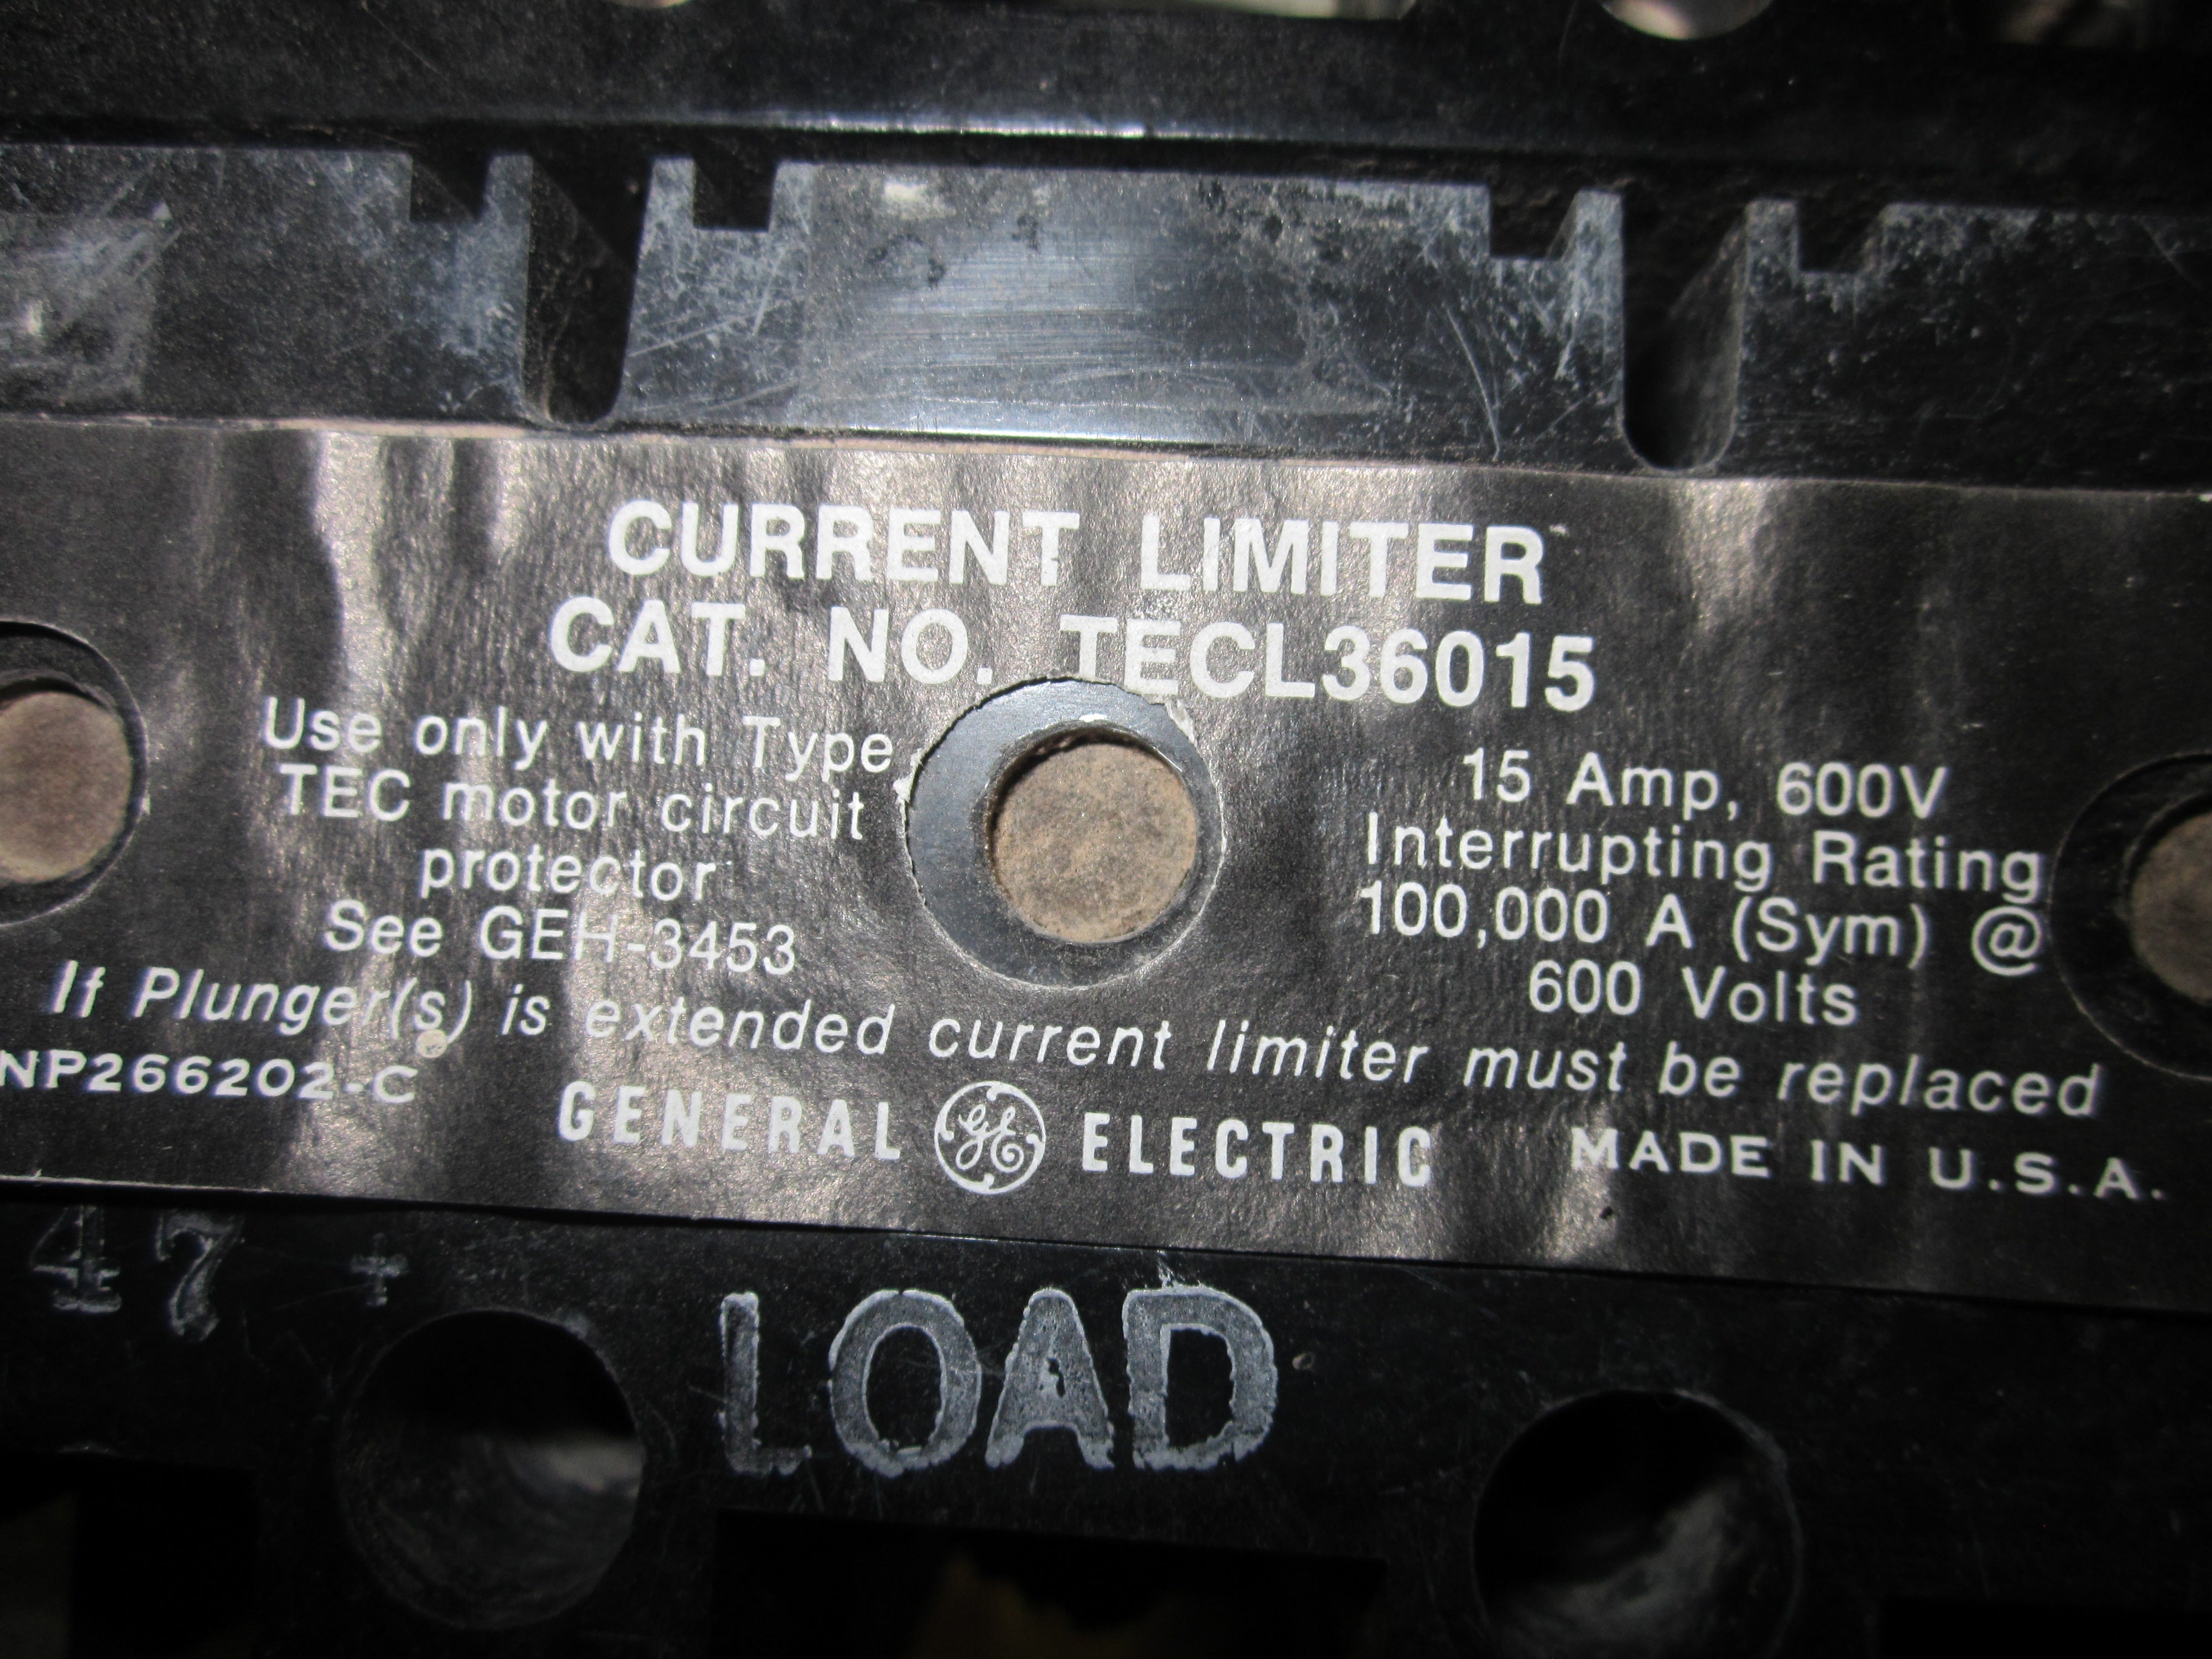 CURRENT LIMITER
CAT. NO. TECL36015
Use only with Type
TEC motor circuit
protector
See GEH-3453
15 Amp, 600V
Interrupting Rating
100,000 A (Sym) @
600 Volts
If Plunger(s) is extended current limiter must be replaced
NP266202-C
GENERAL GE ELECTRIC
MADE IN U.S.A.
47 +
LOAD